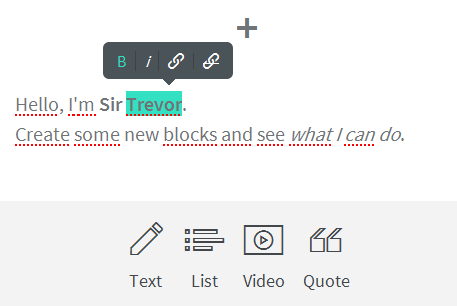 B i
Hello, I'm Sir Trevor.
Create some new blocks and see what I can do.
Text List Video Quote